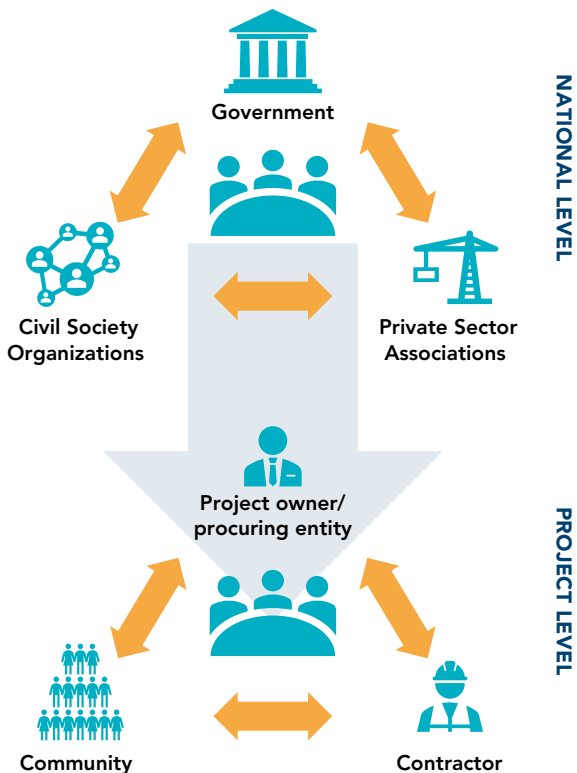 Government
NATIONAL LEVEL
Civil Society
Organizations
Private Sector
Associations
Project owner/
procuring entity
PROJECT LEVEL
Community
Contractor